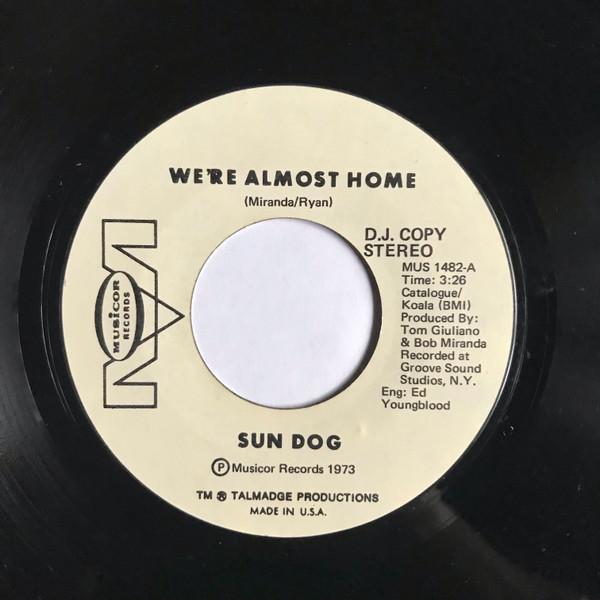 WE'RE ALMOST HOME
(Miranda/Ryan)
D.J. COPY
STEREO
MUS 1482-A
Time: 3:26
Catalogue/
Koala (BMI)
Produced By:
Tom Giuliano
& Bob Miranda
Recorded at
Groove Sound
Studios, N.Y.
Eng: Ed
Youngblood
MUSICOR
RECORDS
SUN DOG
Ⓟ Musicor Records 1973
TM ® TALMADGE PRODUCTIONS
MADE IN U.S.A.